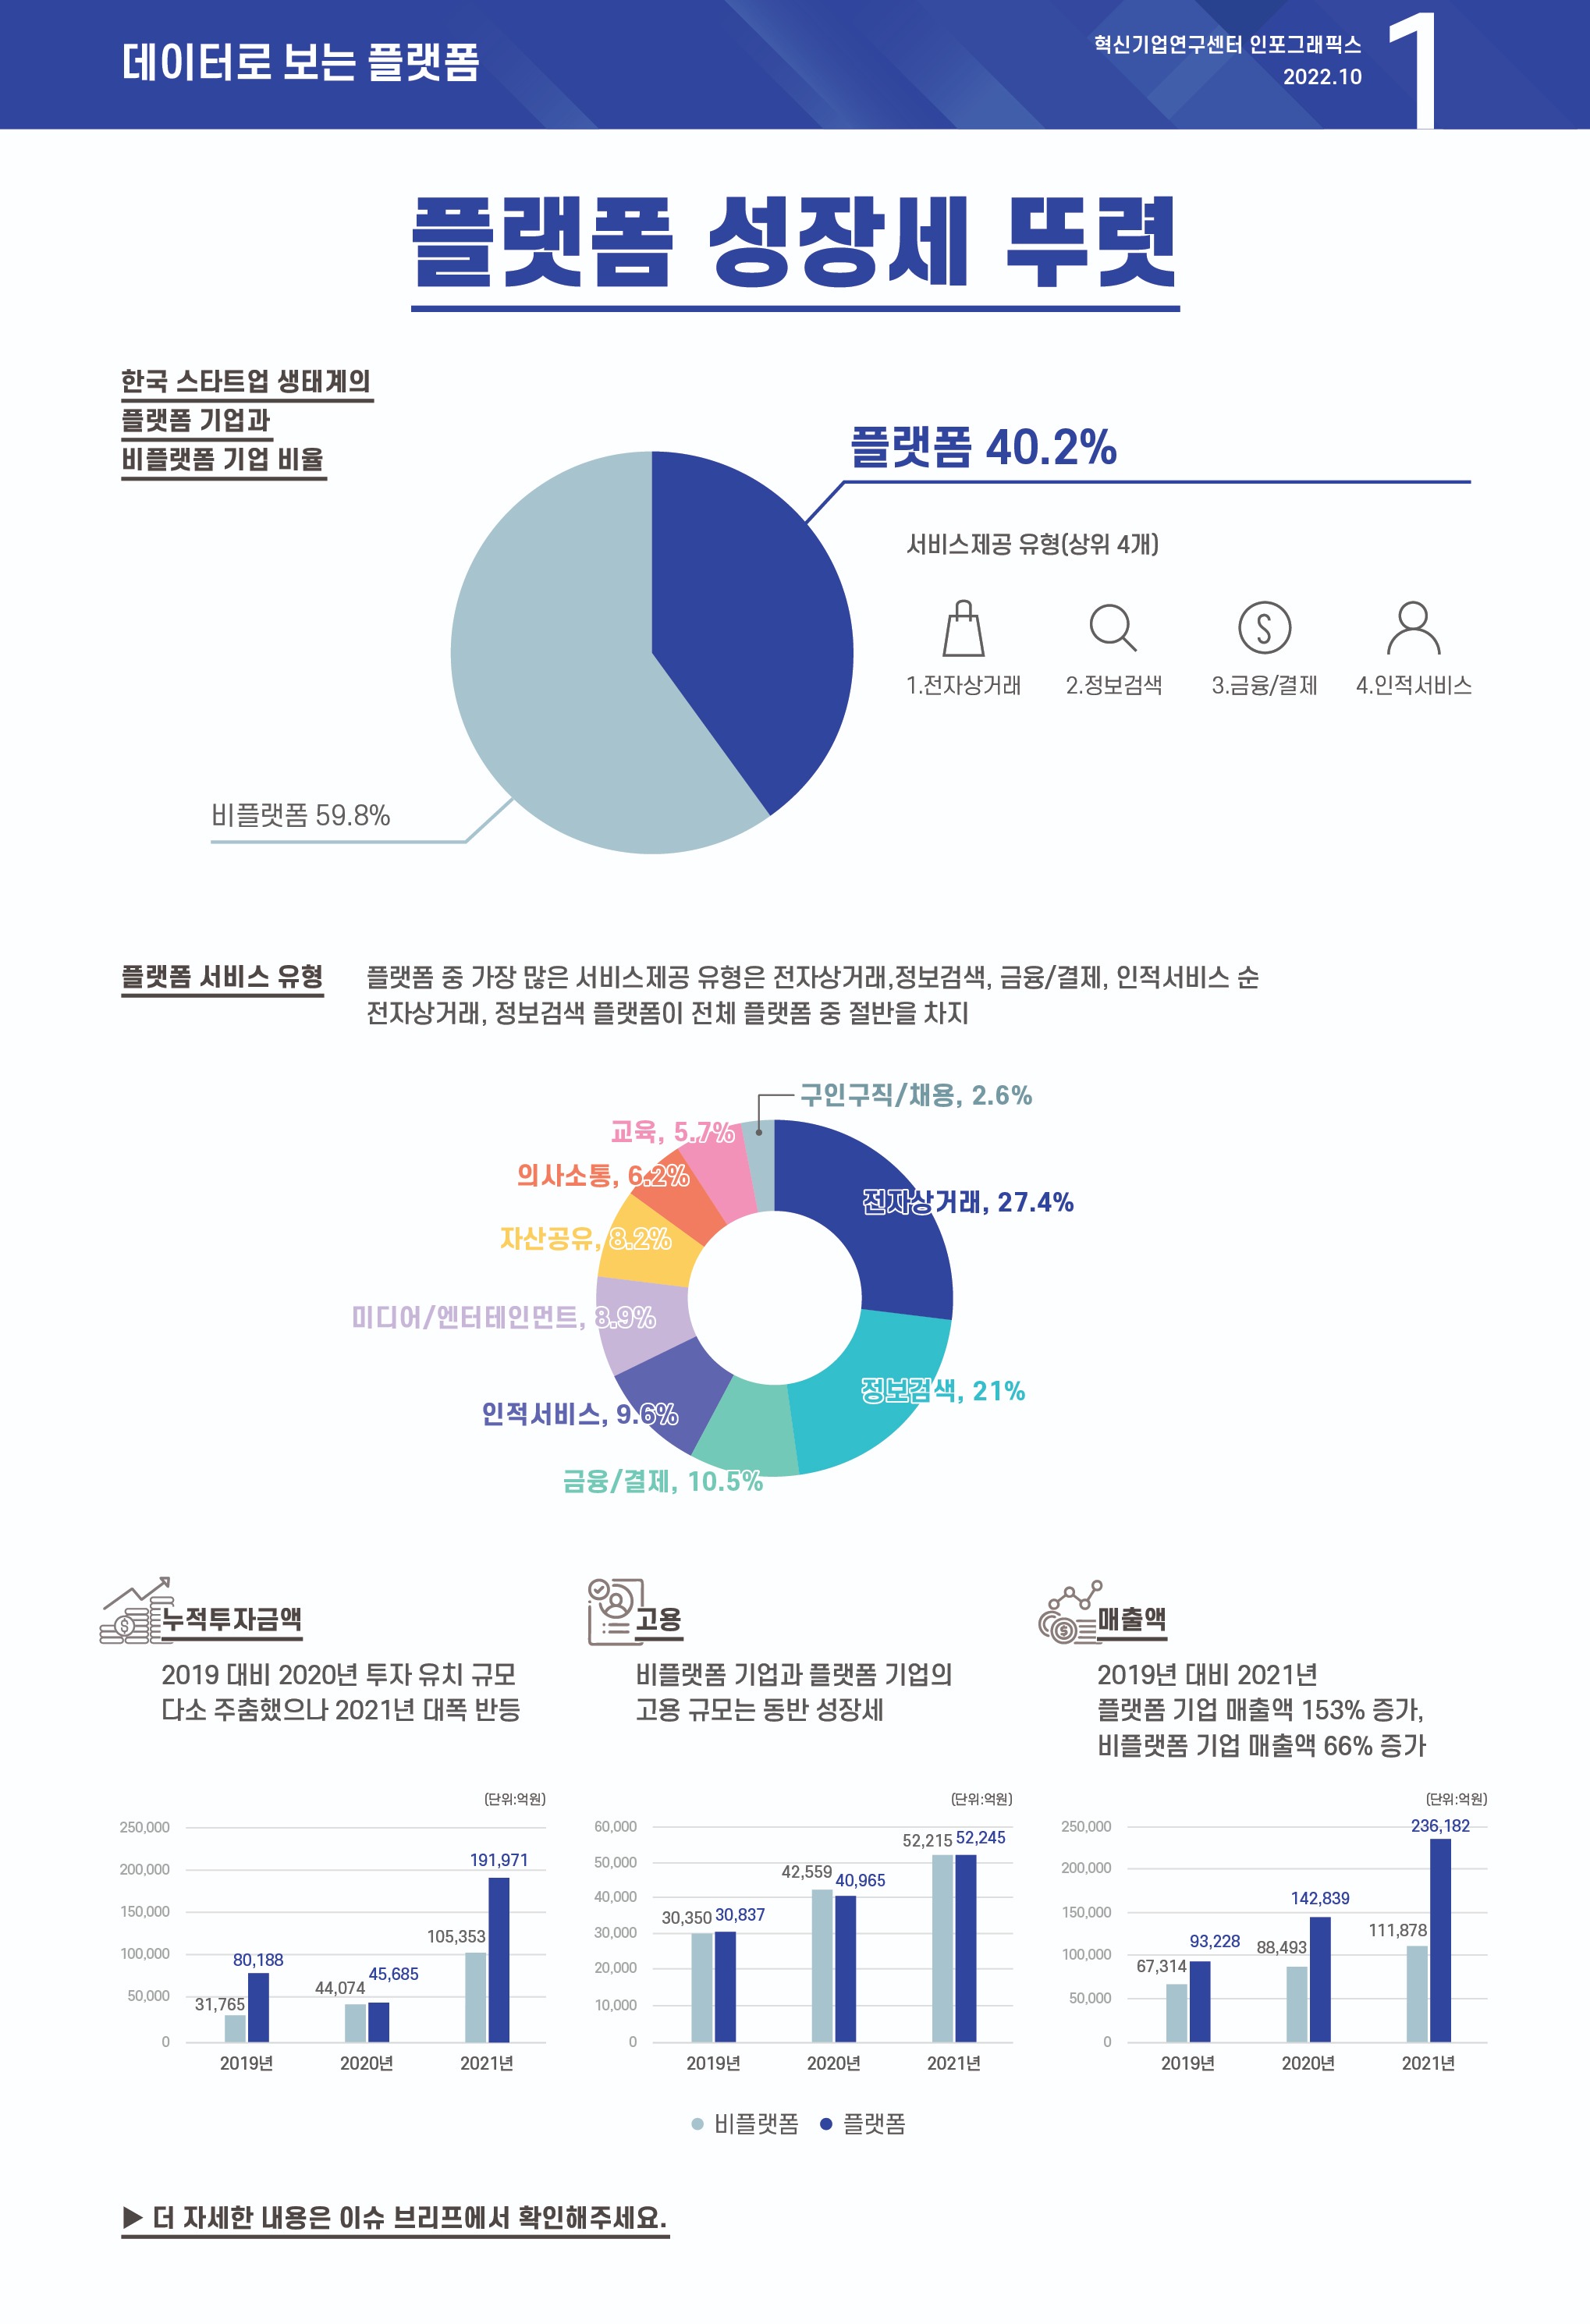 데이터로 보는 플랫폼
혁신기업연구센터 인포그래픽스
2022.10
1
플랫폼 성장세 뚜렷
한국 스타트업 생태계의
플랫폼 기업과
비플랫폼 기업 비율
플랫폼 40.2%
서비스제공 유형(상위 4개)
S
1.전자상거래
2.정보검색
3.금융/결제
4.인적서비스
비플랫폼 59.8%
플랫폼 서비스 유형
플랫폼 중 가장 많은 서비스제공 유형은 전자상거래,정보검색, 금융/결제, 인적서비스 순
전자상거래, 정보검색 플랫폼이 전체 플랫폼 중 절반을 차지
구인구직/채용, 2.6%
교육, 5.7%
의사소통, 6.2%
전자상거래, 27.4%
자산공유, 8.2%
미디어/엔터테인먼트, 8.9%
정보검색, 21%
인적서비스, 9.6%
금융/결제, 10.5%
$
누적투자금액
2019 대비 2020년 투자 유치 규모
다소 주춤했으나 2021년 대폭 반등
(단위:억원)
250,000
200,000
150,000
100,000
50,000
0
31,765
80,188
44,074
45,685
105,353
191,971
2019년
2020년
2021년
고용
비플랫폼 기업과 플랫폼 기업의
고용 규모는 동반 성장세
(단위:억원)
60,000
50,000
40,000
30,000
20,000
10,000
0
30,350
30,837
42,559
40,965
52,215
52,245
2019년
2020년
2021년
$
매출액
2019년 대비 2021년
플랫폼 기업 매출액 153% 증가,
비플랫폼 기업 매출액 66% 증가
(단위:억원)
250,000
200,000
150,000
100,000
50,000
0
67,314
93,228
88,493
142,839
111,878
236,182
2019년
2020년
2021년
비플랫폼
플랫폼
▶ 더 자세한 내용은 이슈 브리프에서 확인해주세요.